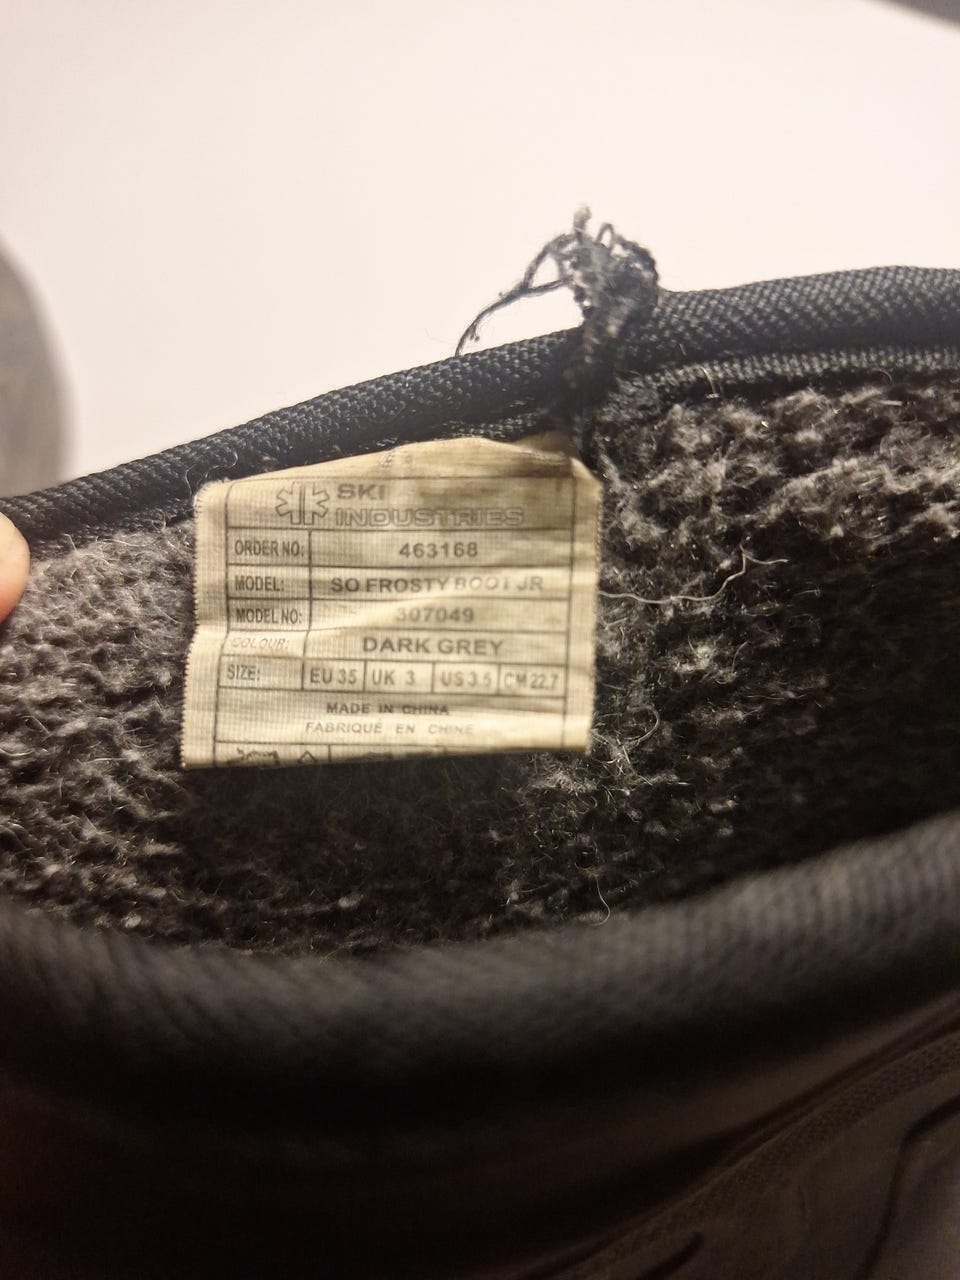 SKI
INDUSTRIES
ORDER NO: 463168
MODEL: SO FROSTY BOOT JR
MODEL NO: 307049
COLOUR: DARK GREY
SIZE: EU 35 UK 3 US 3.5 CM 22.7
MADE IN CHINA
FABRIQUÉ EN CHINE